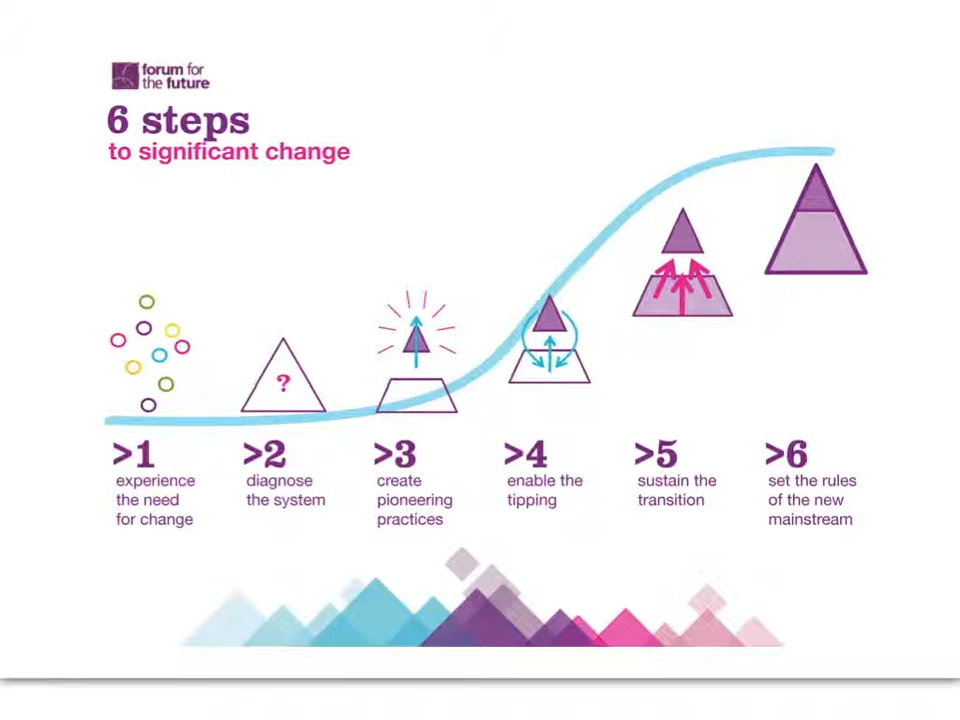 forum for
the future
6 steps
to significant change
?
>1
experience
the need
for change
>2
diagnose
the system
>3
create
pioneering
practices
>4
enable the
tipping
>5
sustain the
transition
>6
set the rules
of the new
mainstream